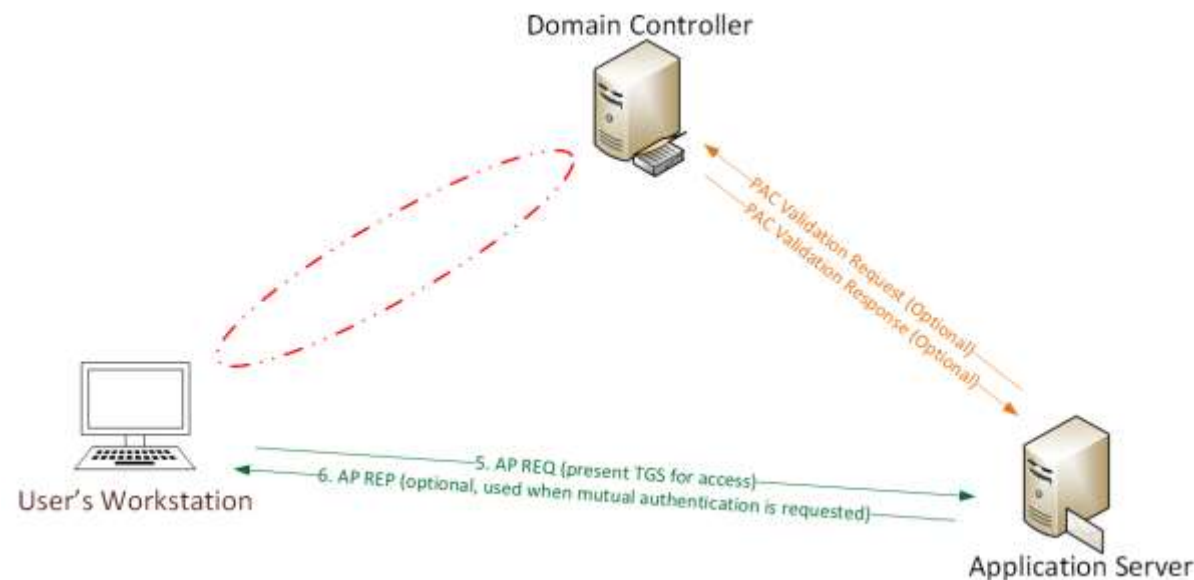 Domain Controller
PAC Validation Request (Optional)
PAC Validation Response (Optional)
5. AP REQ (present TGS for access)
6. AP REP (optional, used when mutual authentication is requested)
User's Workstation
Application Server